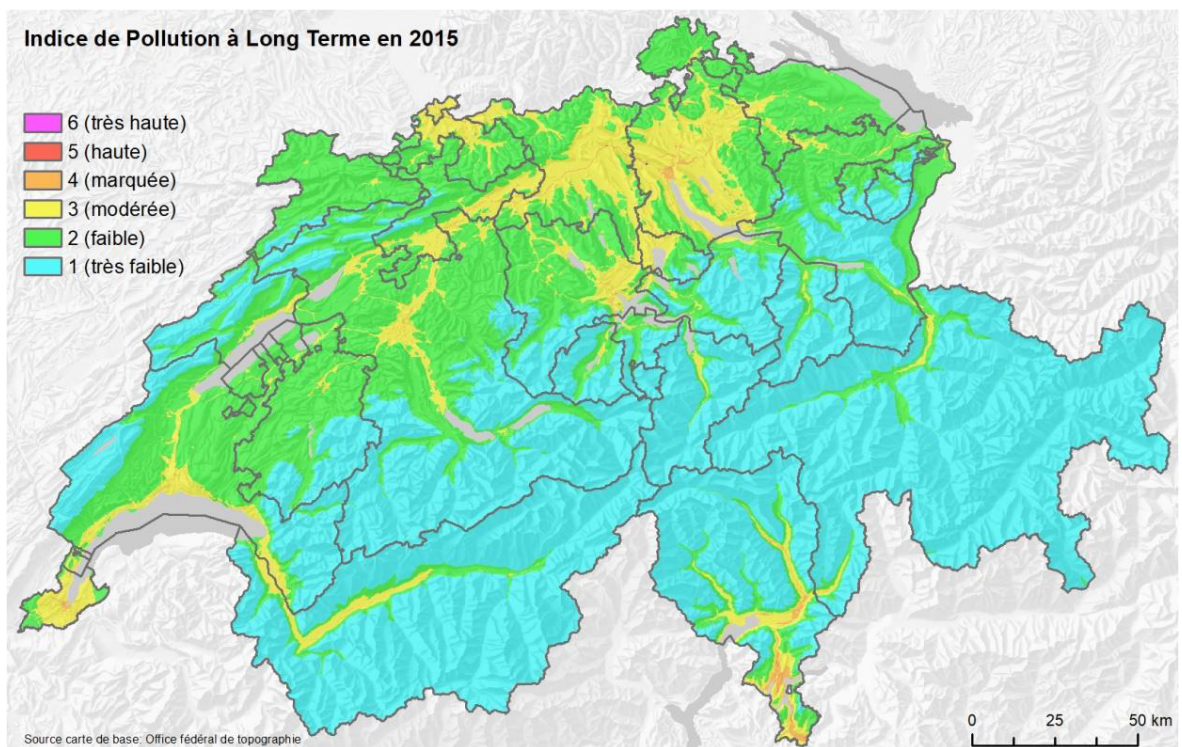 Indice de Pollution à Long Terme en 2015
6 (très haute)
5 (haute)
4 (marquée)
3 (modérée)
2 (faible)
1 (très faible)
Source carte de base: Office fédéral de topographie
0 25 50 km